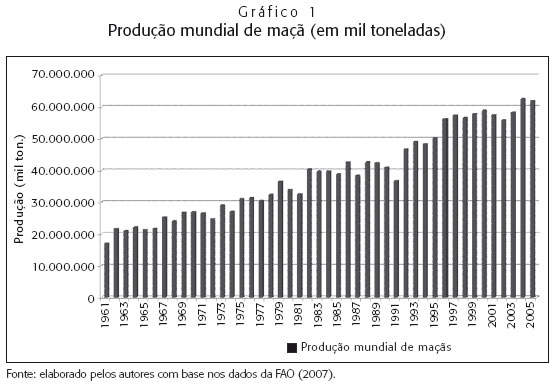 Gráfico 1
Produção mundial de maçã (em mil toneladas)
70.000.000
60.000.000
50.000.000
40.000.000
30.000.000
20.000.000
10.000.000
0
Produção (mil ton.)
1961 1963 1965 1967 1969 1971 1973 1975 1977 1979 1981 1983 1985 1987 1989 1991 1993 1995 1997 1999 2001 2003 2005
Produção mundial de maçãs
Fonte: elaborado pelos autores com base nos dados da FAO (2007).